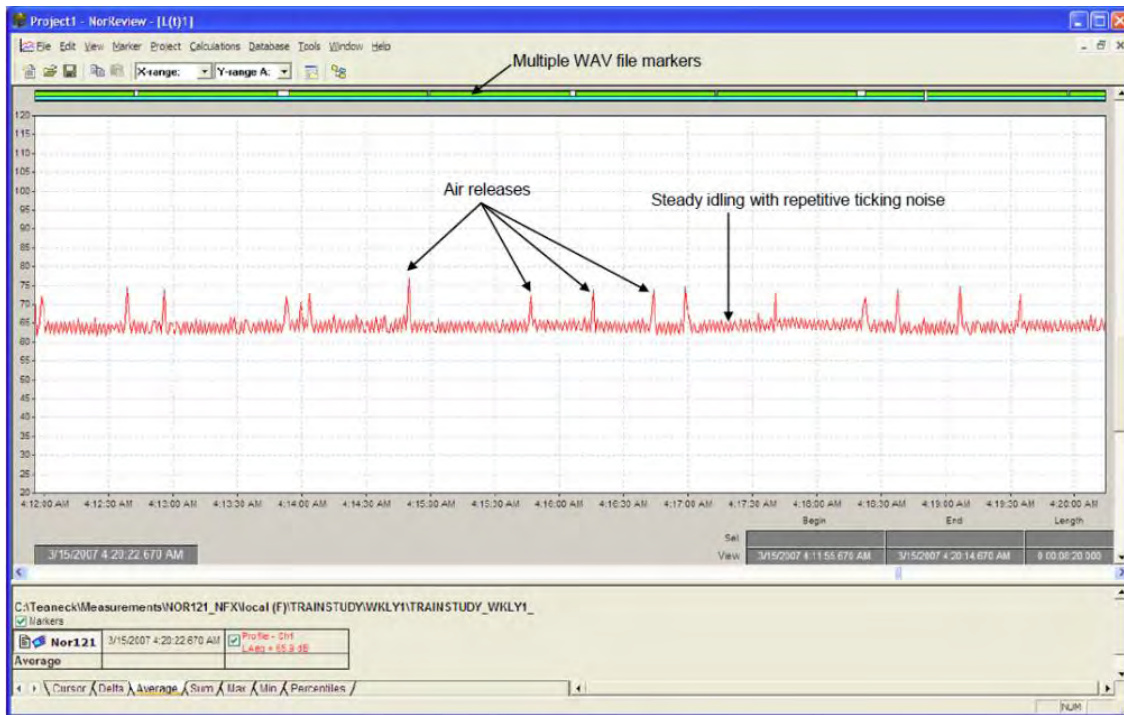 Project1 - NorReview - [L(t)1]
File Edit View Marker Project Calculations Database Tools Window Help
X-range: Y-range A:
Multiple WAV file markers
120
115
110
105
100
95
90
85
80
75
70
65
60
55
50
45
40
35
30
25
20
Air releases
Steady idling with repetitive ticking noise
4:12:00 AM 4:12:30 AM 4:13:00 AM 4:13:30 AM 4:14:00 AM 4:14:30 AM 4:15:00 AM 4:15:30 AM 4:16:00 AM 4:16:30 AM 4:17:00 AM 4:17:30 AM 4:18:00 AM 4:18:30 AM 4:19:00 AM 4:19:30 AM 4:20:00 AM
Begin End Length
Sel
3/15/2007 4:20:22.670 AM View 3/15/2007 4:11:55.670 AM 3/15/2007 4:20:14.670 AM 0 00:08:20.000
C:\Teaneck\Measurements\NOR121_NFX\local (F)\TRAINSTUDY\WKLY1\TRAINSTUDY_WKLY1_
Markers
Nor121 3/15/2007 4:20:22.670 AM Profile - Ch1
LAeq = 65.9 dB
Average
Cursor Delta Average Sum Max Min Percentiles
NUM